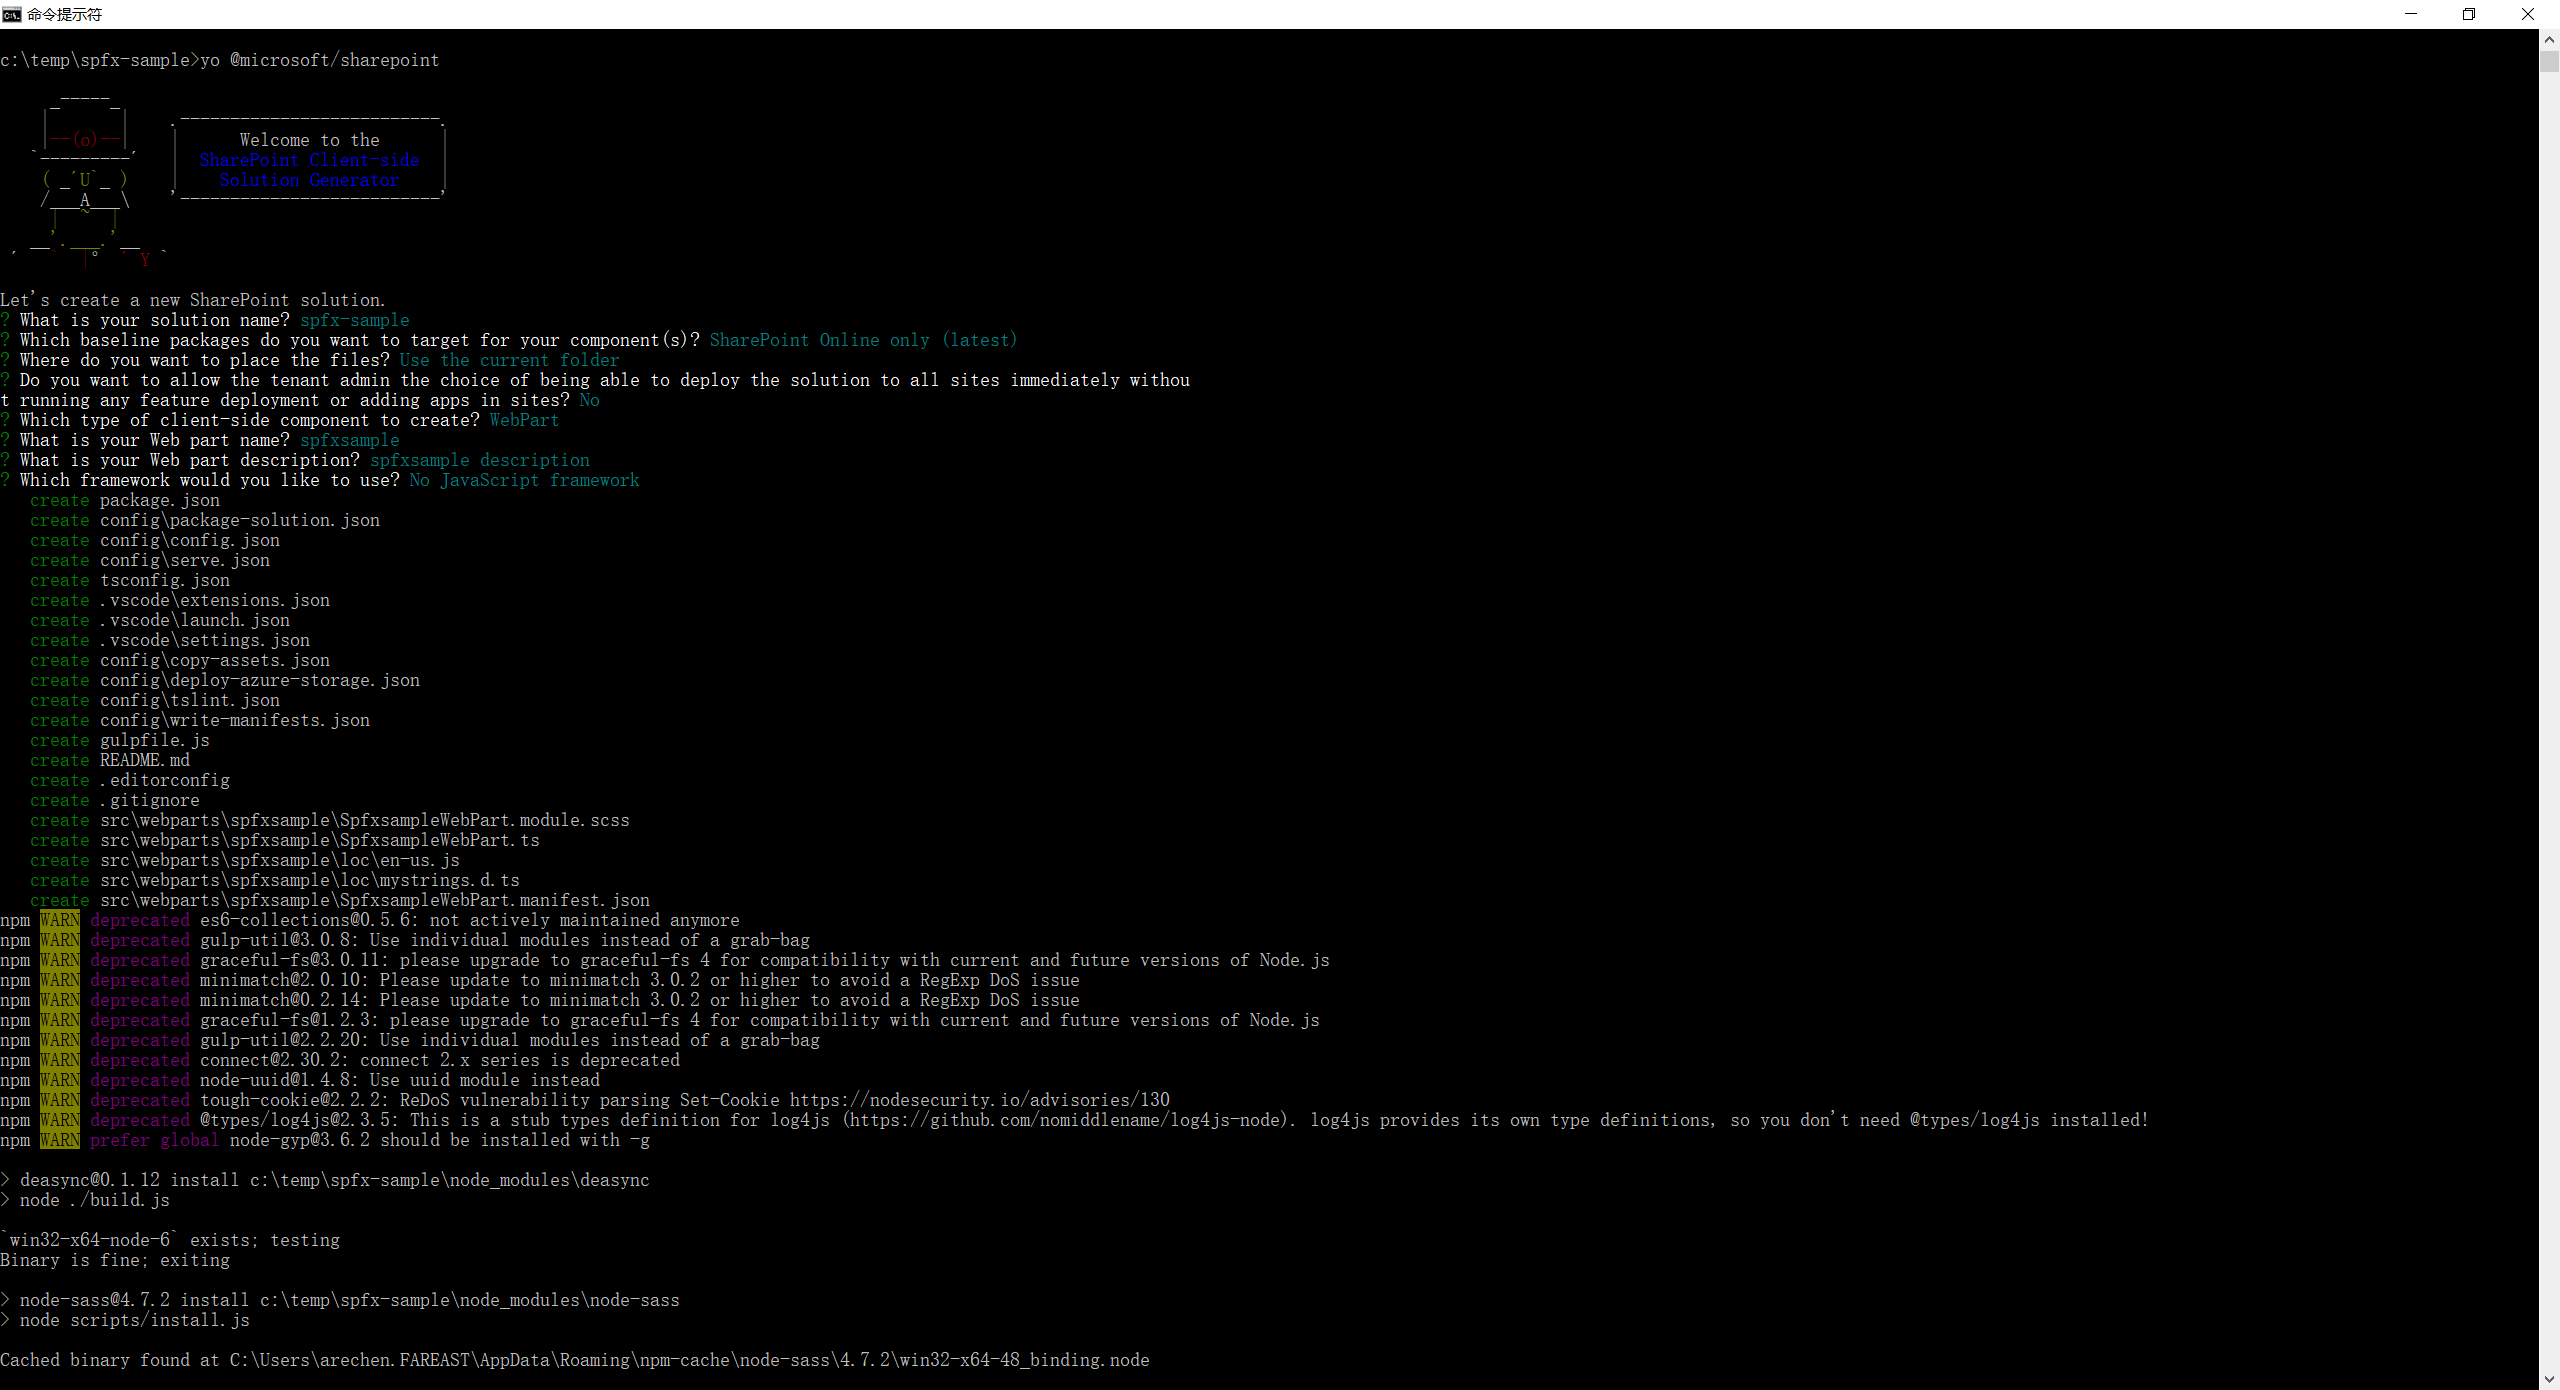 命令提示符
c:\temp\spfx-sample>yo @microsoft/sharepoint
Welcome to the
SharePoint Client-side
Solution Generator
Let's create a new SharePoint solution.
? What is your solution name? spfx-sample
? Which baseline packages do you want to target for your component(s)? SharePoint Online only (latest)
? Where do you want to place the files? Use the current folder
? Do you want to allow the tenant admin the choice of being able to deploy the solution to all sites immediately withou
t running any feature deployment or adding apps in sites? No
? Which type of client-side component to create? WebPart
? What is your Web part name? spfxsample
? What is your Web part description? spfxsample description
? Which framework would you like to use? No JavaScript framework
create package.json
create config\package-solution.json
create config\config.json
create config\serve.json
create tsconfig.json
create .vscode\extensions.json
create .vscode\launch.json
create .vscode\settings.json
create config\copy-assets.json
create config\deploy-azure-storage.json
create config\tslint.json
create config\write-manifests.json
create gulpfile.js
create README.md
create .editorconfig
create .gitignore
create src\webparts\spfxsample\SpfxsampleWebPart.module.scss
create src\webparts\spfxsample\SpfxsampleWebPart.ts
create src\webparts\spfxsample\loc\en-us.js
create src\webparts\spfxsample\loc\mystrings.d.ts
create src\webparts\spfxsample\SpfxsampleWebPart.manifest.json
npm WARN deprecated es6-collections@0.5.6: not actively maintained anymore
npm WARN deprecated gulp-util@3.0.8: Use individual modules instead of a grab-bag
npm WARN deprecated graceful-fs@3.0.11: please upgrade to graceful-fs 4 for compatibility with current and future versions of Node.js
npm WARN deprecated minimatch@2.0.10: Please update to minimatch 3.0.2 or higher to avoid a RegExp DoS issue
npm WARN deprecated minimatch@0.2.14: Please update to minimatch 3.0.2 or higher to avoid a RegExp DoS issue
npm WARN deprecated graceful-fs@1.2.3: please upgrade to graceful-fs 4 for compatibility with current and future versions of Node.js
npm WARN deprecated gulp-util@2.2.20: Use individual modules instead of a grab-bag
npm WARN deprecated connect@2.30.2: connect 2.x series is deprecated
npm WARN deprecated node-uuid@1.4.8: Use uuid module instead
npm WARN deprecated tough-cookie@2.2.2: ReDoS vulnerability parsing Set-Cookie https://nodesecurity.io/advisories/130
npm WARN deprecated @types/log4js@2.3.5: This is a stub types definition for log4js (https://github.com/nomiddlename/log4js-node). log4js provides its own type definitions, so you don't need @types/log4js installed!
npm WARN prefer global node-gyp@3.6.2 should be installed with -g
> deasync@0.1.12 install c:\temp\spfx-sample\node_modules\deasync
> node ./build.js
`win32-x64-node-6` exists; testing
Binary is fine; exiting
> node-sass@4.7.2 install c:\temp\spfx-sample\node_modules\node-sass
> node scripts/install.js
Cached binary found at C:\Users\arechen.FAREAST\AppData\Roaming\npm-cache\node-sass\4.7.2\win32-x64-48_binding.node